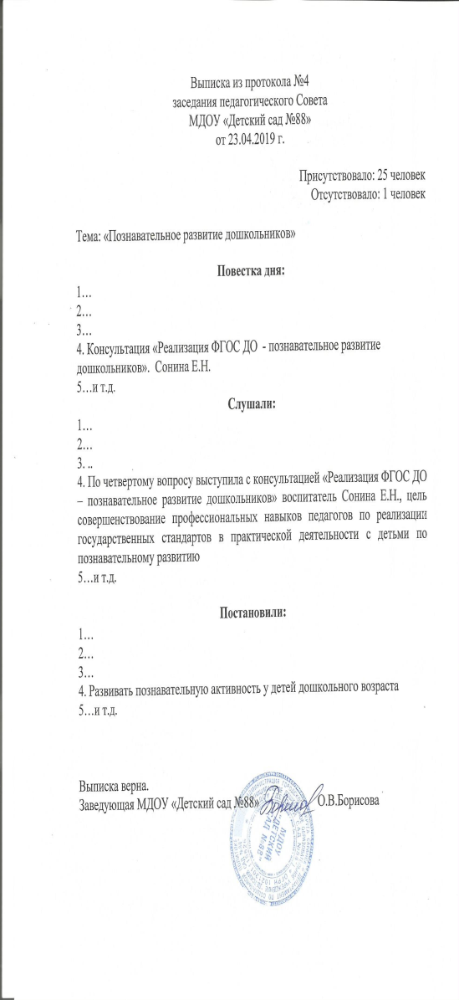 Выписка из протокола №4
заседания педагогического Совета
МДОУ «Детский сад №88»
от 23.04.2019 г.
Присутствовало: 25 человек
Отсутствовало: 1 человек
Тема: «Познавательное развитие дошкольников»
Повестка дня:
1…
2…
3…
4. Консультация «Реализация ФГОС ДО - познавательное развитие
дошкольников». Сонина Е.Н.
5…и т.д.
Слушали:
1…
2…
3. ..
4. По четвертому вопросу выступила с консультацией «Реализация ФГОС ДО
– познавательное развитие дошкольников» воспитатель Сонина Е.Н., цель
совершенствование профессиональных навыков педагогов по реализации
государственных стандартов в практической деятельности с детьми по
познавательному развитию
5…и т.д.
Постановили:
1…
2…
3…
4. Развивать познавательную активность у детей дошкольного возраста
5…и т.д.
Выписка верна.
Заведующая МДОУ «Детский сад №88» О.В.Борисова
МДОУ
"ДЕТСКИЙ
САД №88"